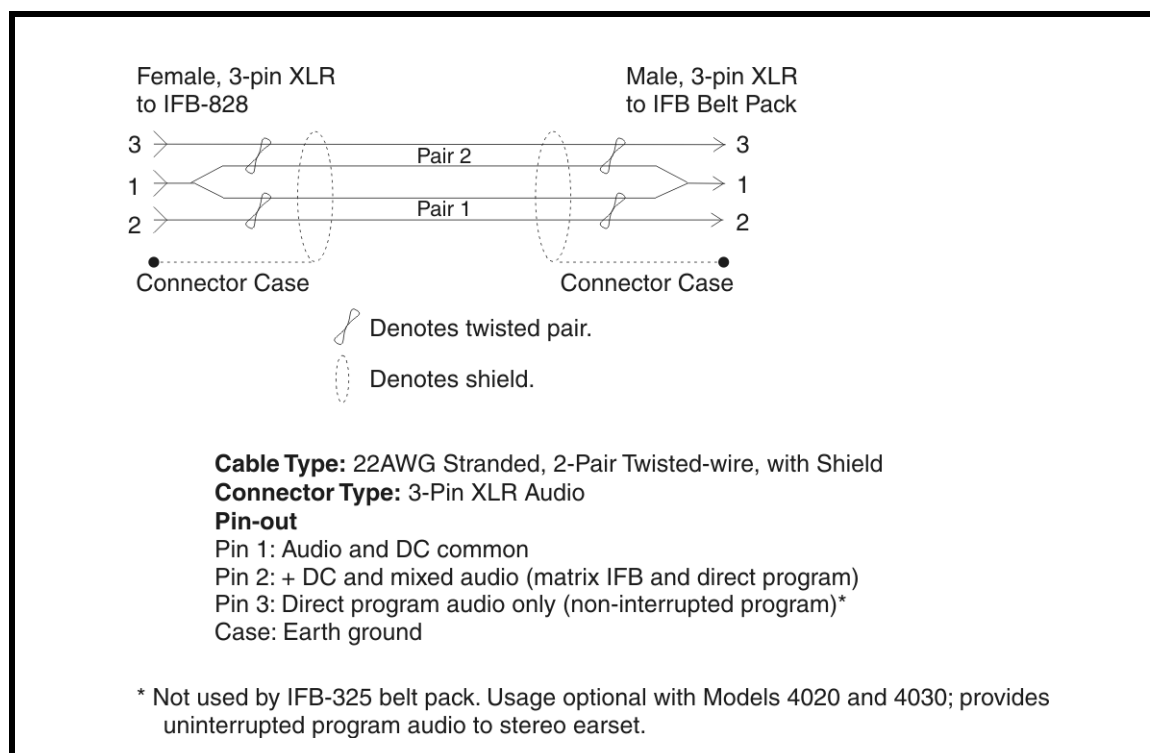 Female, 3-pin XLR
to IFB-828
Male, 3-pin XLR
to IFB Belt Pack
3
3
Pair 2
1
1
Pair 1
2
2
Connector Case
Connector Case
Denotes twisted pair.
Denotes shield.
Cable Type: 22AWG Stranded, 2-Pair Twisted-wire, with Shield
Connector Type: 3-Pin XLR Audio
Pin-out
Pin 1: Audio and DC common
Pin 2: + DC and mixed audio (matrix IFB and direct program)
Pin 3: Direct program audio only (non-interrupted program)*
Case: Earth ground
* Not used by IFB-325 belt pack. Usage optional with Models 4020 and 4030; provides
uninterrupted program audio to stereo earset.